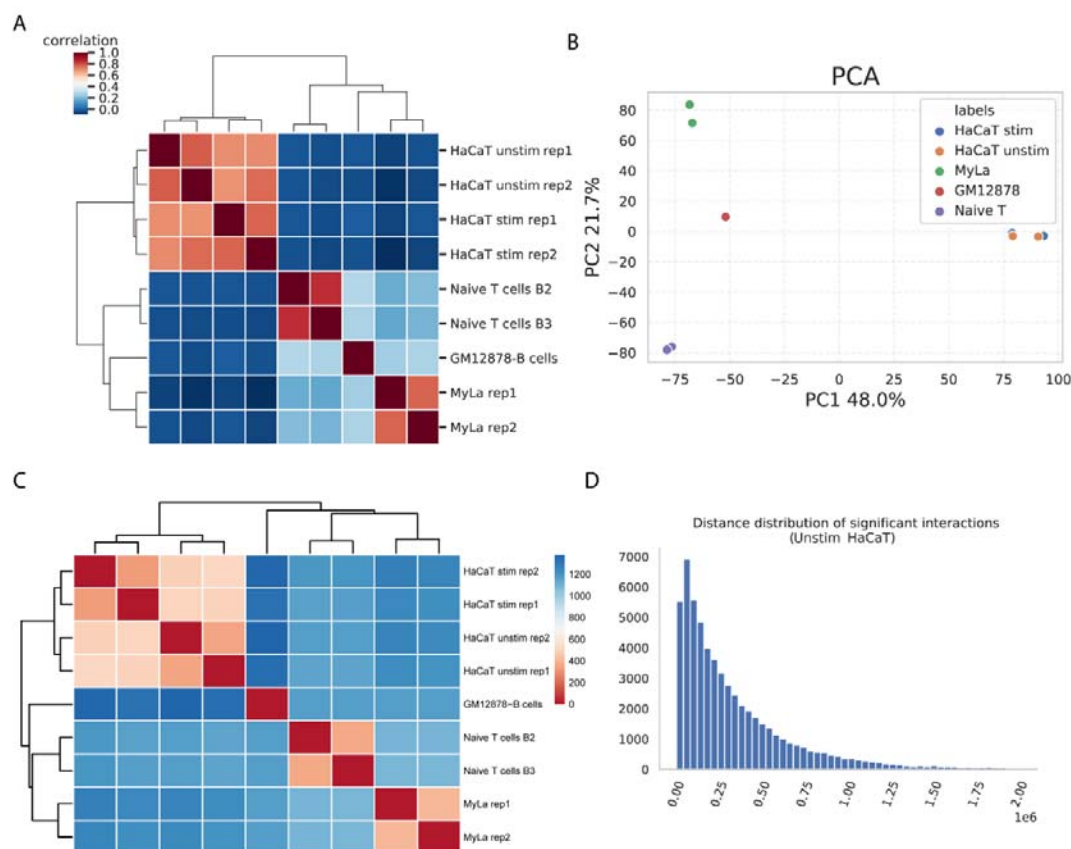 A
correlation
1.0
0.8
0.6
0.4
0.2
0.0
HaCaT unstim rep1
HaCaT unstim rep2
HaCaT stim rep1
HaCaT stim rep2
Naive T cells B2
Naive T cells B3
GM12878-B cells
MyLa rep1
MyLa rep2
B
PCA
labels
HaCaT stim
HaCaT unstim
MyLa
GM12878
Naive T
PC2 21.7%
80
60
40
20
0
−20
−40
−60
−80
−75
−50
−25
0
25
50
75
100
PC1 48.0%
C
HaCaT stim rep2
HaCaT stim rep1
HaCaT unstim rep2
HaCaT unstim rep1
GM12878−B cells
Naive T cells B2
Naive T cells B3
MyLa rep1
MyLa rep2
1200
1000
800
600
400
200
0
D
Distance distribution of significant interactions
(Unstim HaCaT)
7000
6000
5000
4000
3000
2000
1000
0
0.00
0.25
0.50
0.75
1.00
1.25
1.50
1.75
2.00
1e6